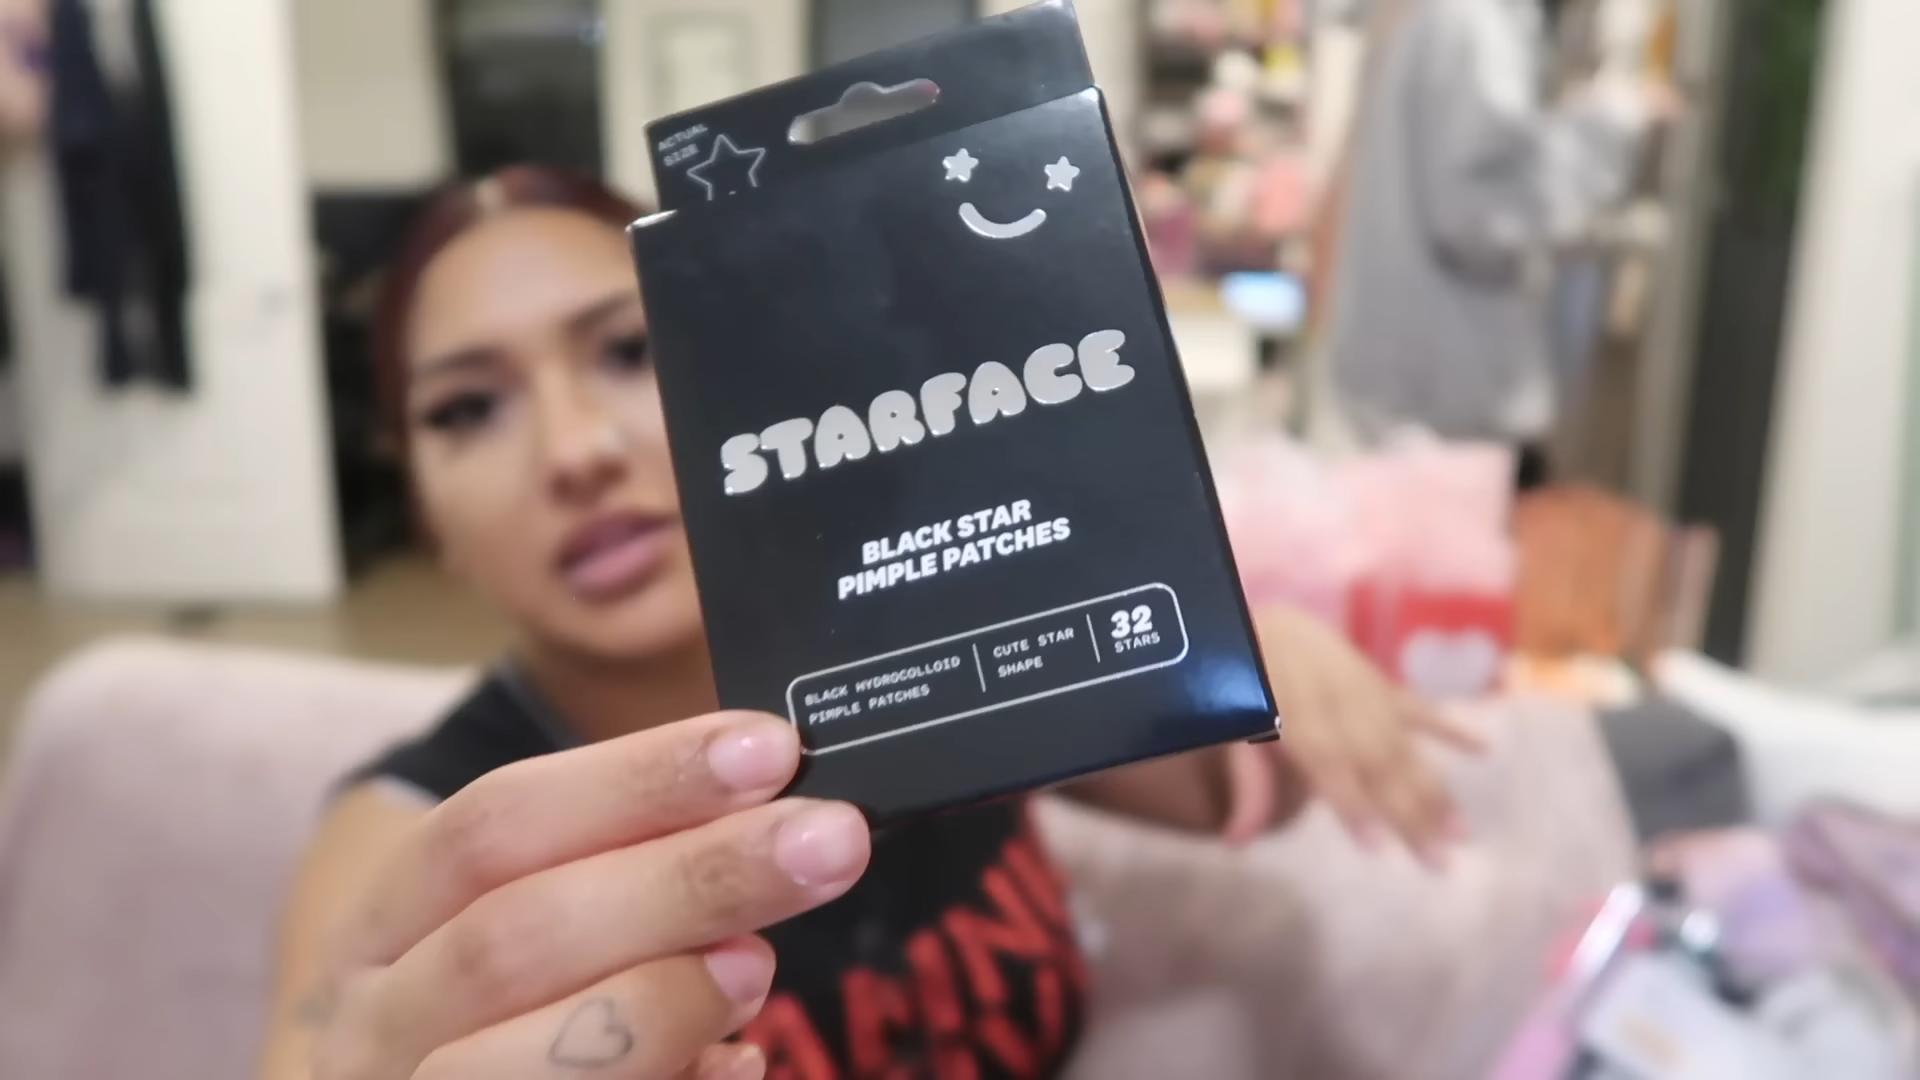 ACTUAL
SIZE
STARFACE
BLACK STAR
PIMPLE PATCHES
BLACK HYDROCOLLOID
PIMPLE PATCHES
CUTE STAR
SHAPE
32
STARS